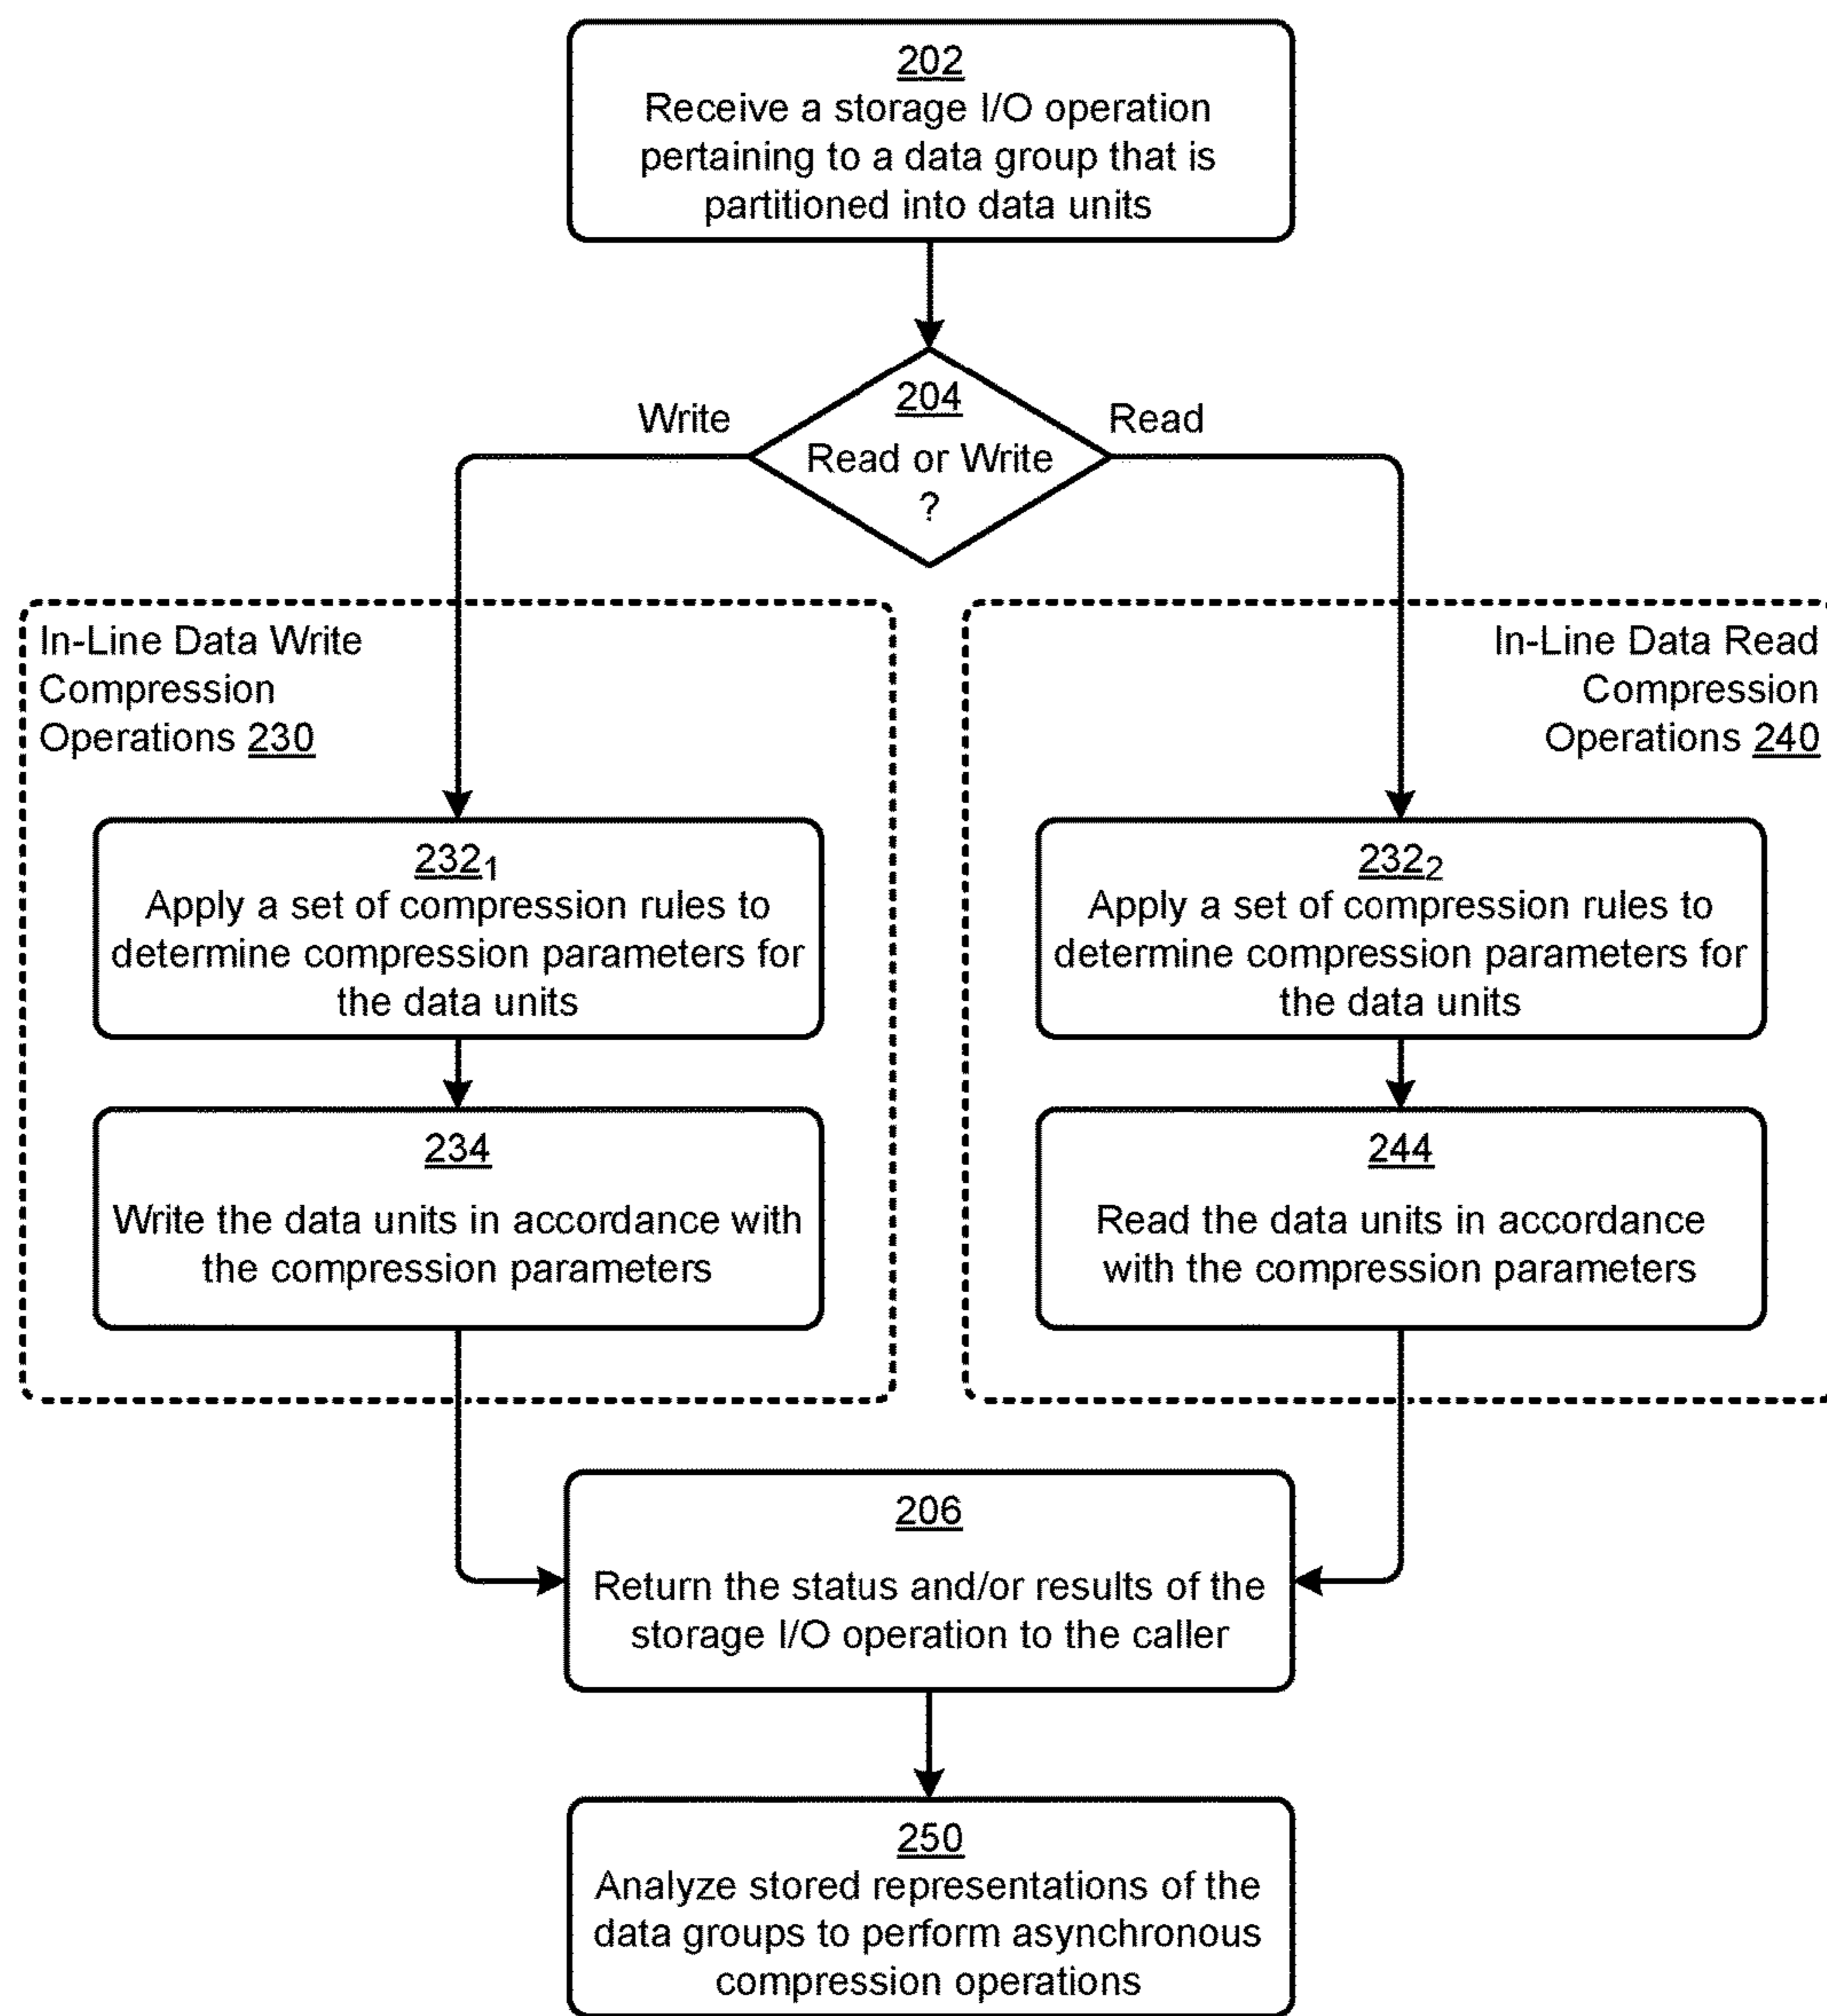 202
Receive a storage I/O operation
pertaining to a data group that is
partitioned into data units
Write
204
Read or Write
?
Read
In-Line Data Write
Compression
Operations 230
In-Line Data Read
Compression
Operations 240
232₁
Apply a set of compression rules to
determine compression parameters for
the data units
232₂
Apply a set of compression rules to
determine compression parameters for
the data units
234
Write the data units in accordance with
the compression parameters
244
Read the data units in accordance
with the compression parameters
206
Return the status and/or results of the
storage I/O operation to the caller
250
Analyze stored representations of the
data groups to perform asynchronous
compression operations